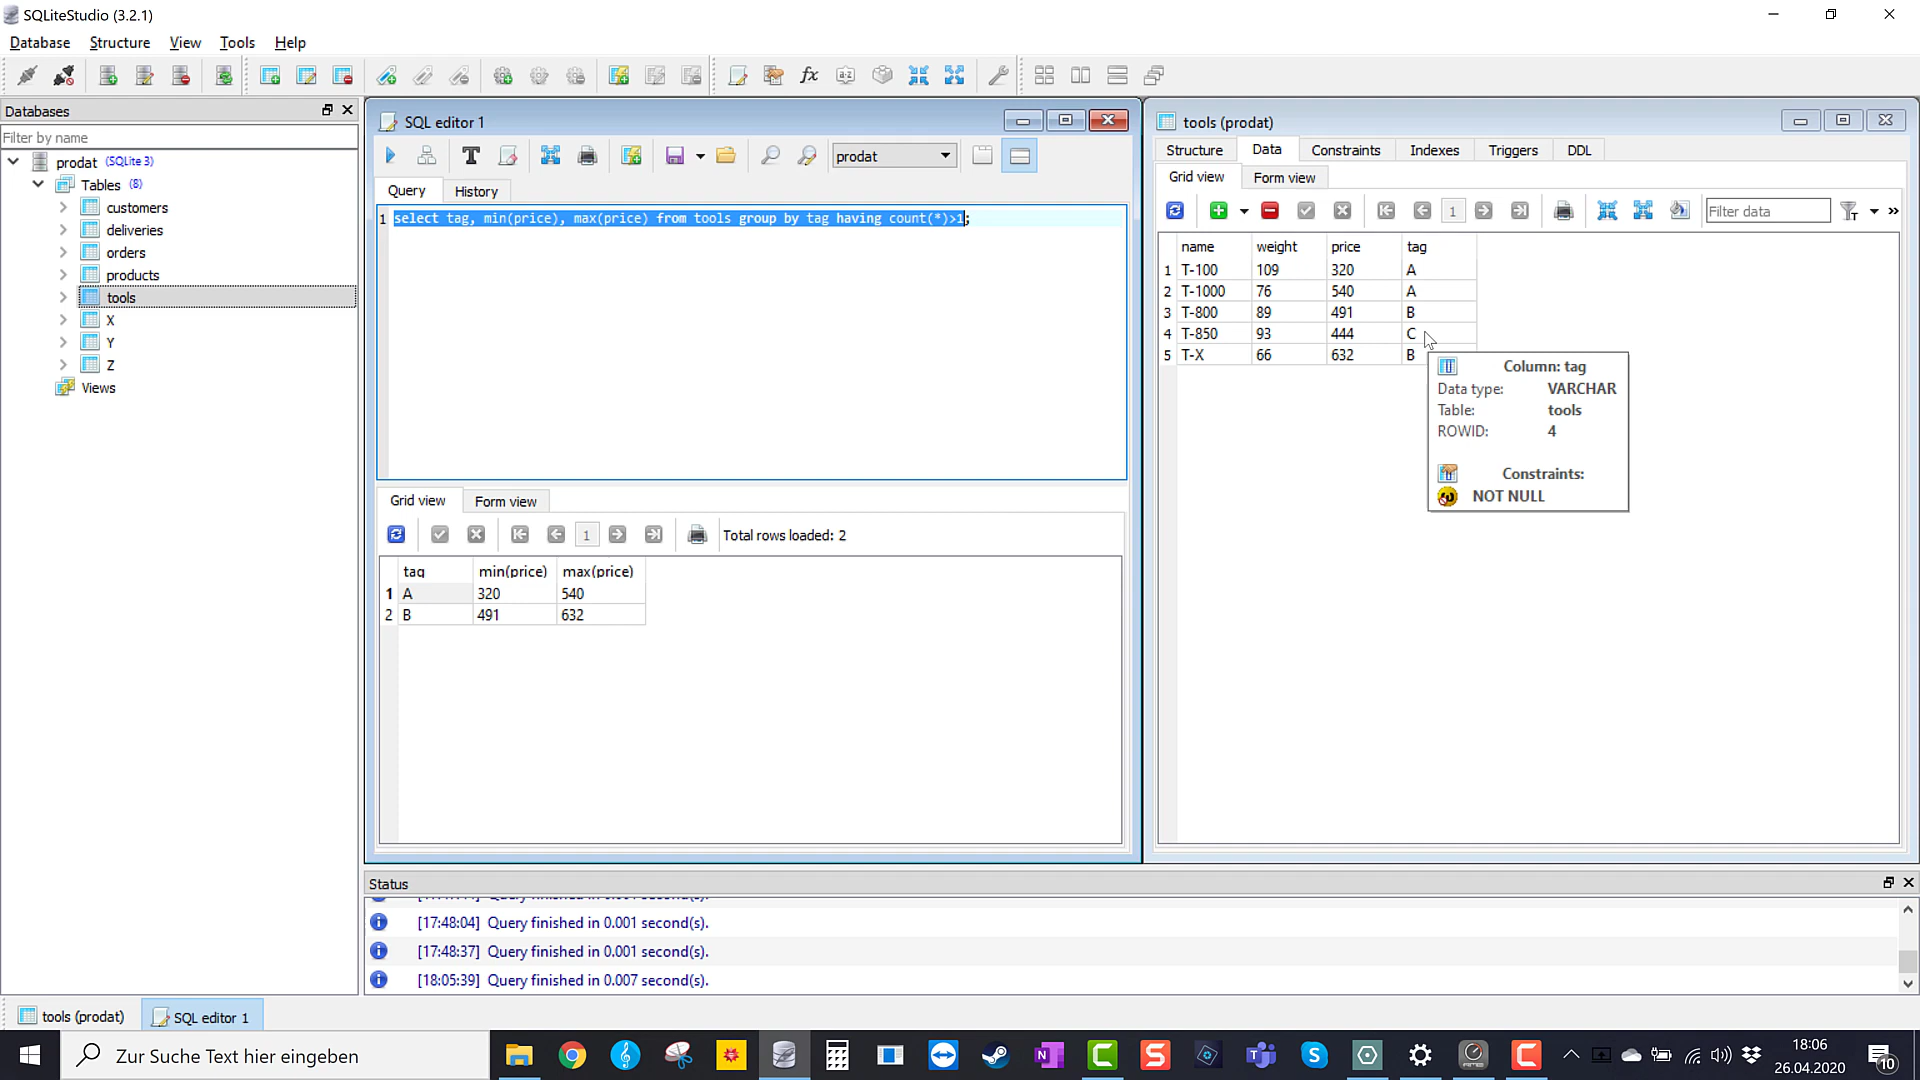 SQLiteStudio (3.2.1)
Database Structure View Tools Help
Databases
Filter by name
prodat (SQLite 3)
Tables (8)
customers
deliveries
orders
products
tools
X
Y
Z
Views
SQL editor 1
prodat
Query History
1 select tag, min(price), max(price) from tools group by tag having count(*)>1;
Grid view Form view
1 Total rows loaded: 2
tag min(price) max(price)
1 A 320 540
2 B 491 632
tools (prodat)
Structure Data Constraints Indexes Triggers DDL
Grid view Form view
1 Filter data »
name weight price tag
1 T-100 109 320 A
2 T-1000 76 540 A
3 T-800 89 491 B
4 T-850 93 444 C
5 T-X 66 632 B
Column: tag
Data type: VARCHAR
Table: tools
ROWID: 4
Constraints:
NOT NULL
Status
[17:48:04] Query finished in 0.001 second(s).
[17:48:37] Query finished in 0.001 second(s).
[18:05:39] Query finished in 0.007 second(s).
tools (prodat) SQL editor 1
Zur Suche Text hier eingeben
18:06
26.04.2020
10